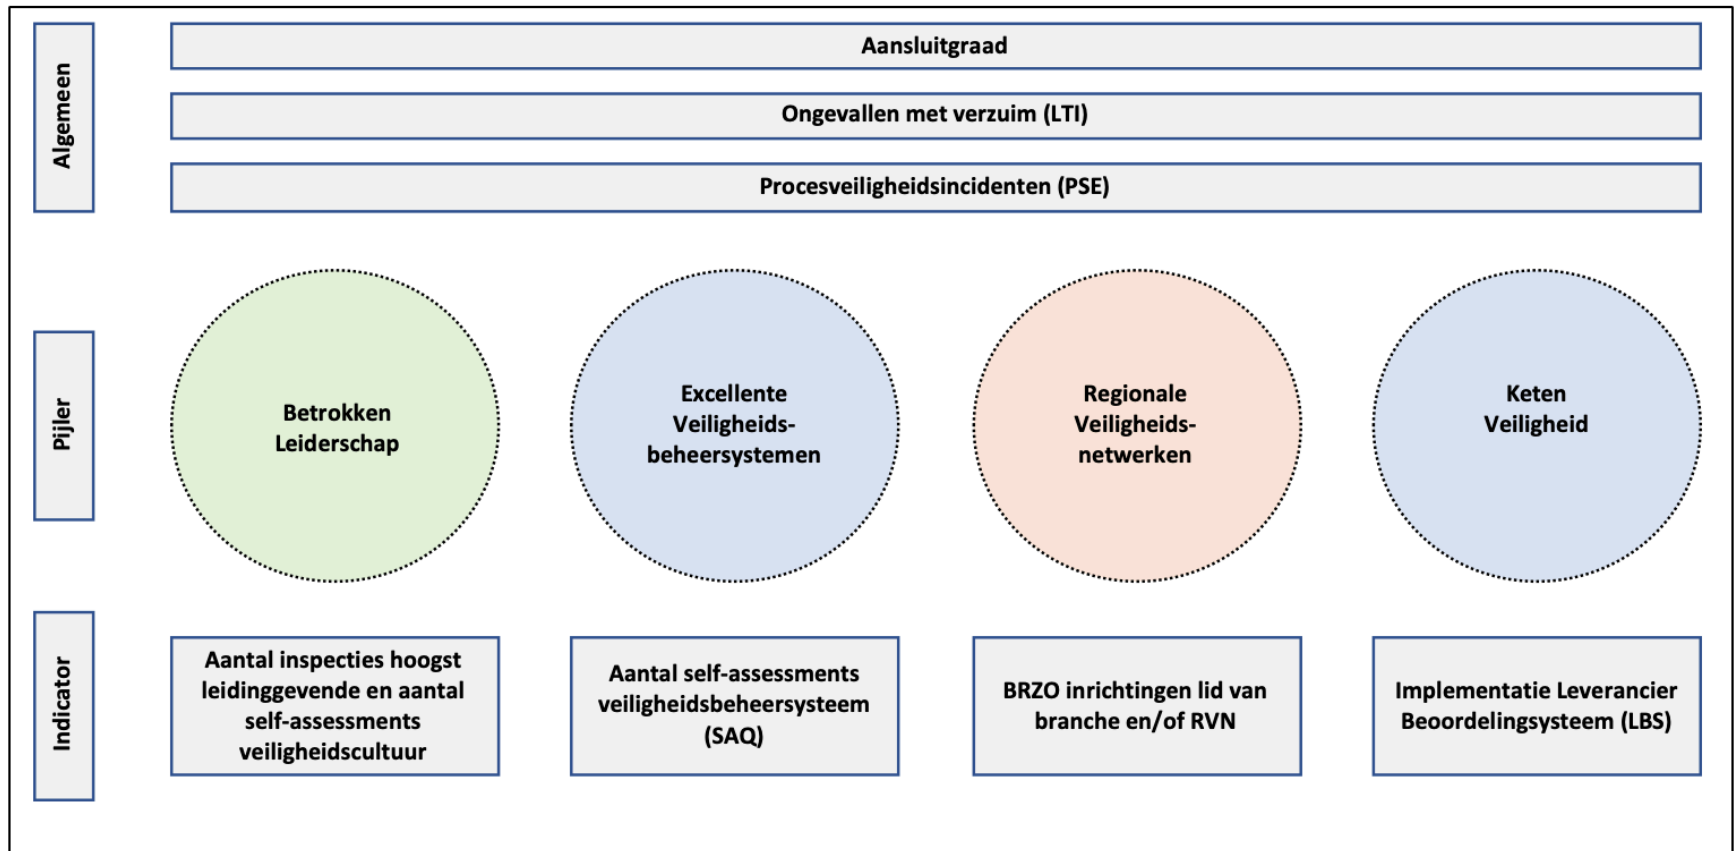 Algemeen
Aansluitgraad
Ongevallen met verzuim (LTI)
Procesveiligheidsincidenten (PSE)
Pijler
Betrokken
Leiderschap
Excellente
Veiligheids-
beheersystemen
Regionale
Veiligheids-
netwerken
Keten
Veiligheid
Indicator
Aantal inspecties hoogst
leidinggevende en aantal
self-assessments
veiligheidscultuur
Aantal self-assessments
veiligheidsbeheersysteem
(SAQ)
BRZO inrichtingen lid van
branche en/of RVN
Implementatie Leverancier
Beoordelingsysteem (LBS)